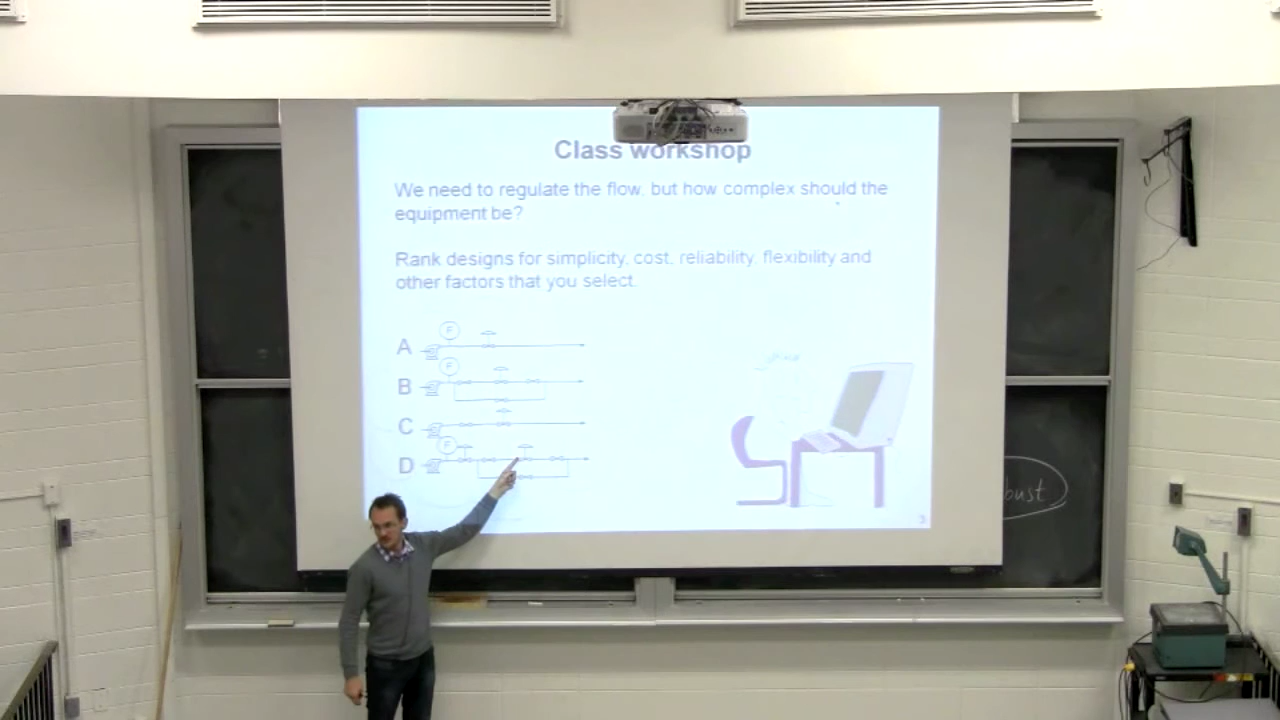 Class workshop
We need to regulate the flow, but how complex should the
equipment be?
Rank designs for simplicity, cost, reliability, flexibility and
other factors that you select.
A F
B F
C
D F
3
bust